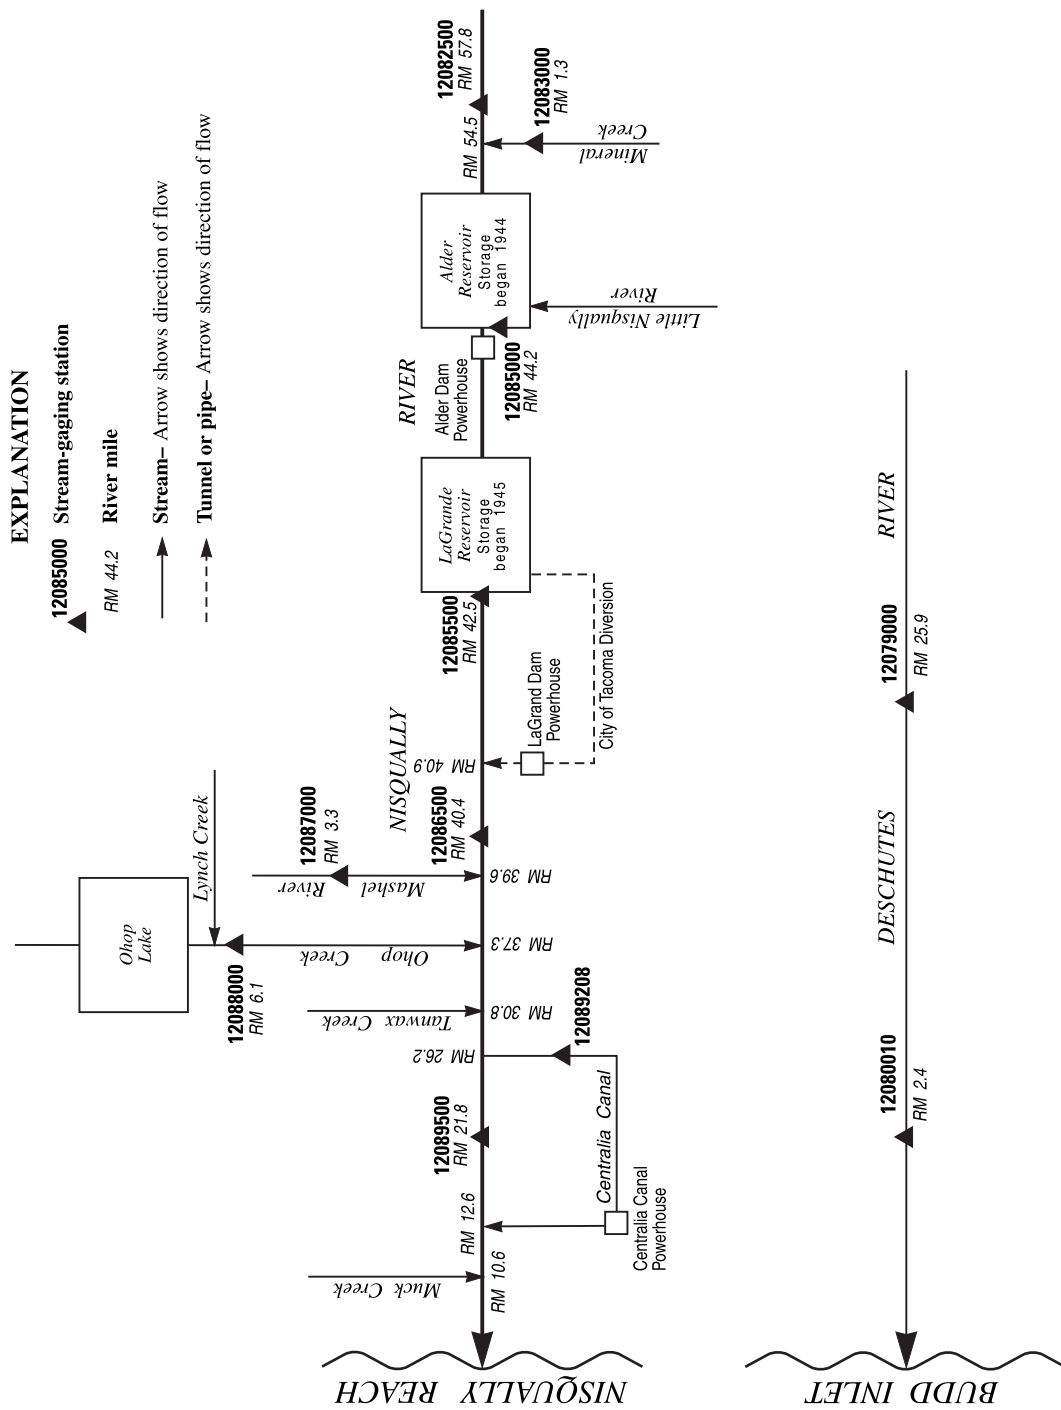 EXPLANATION
12085000 Stream-gaging station
RM 44.2 River mile
Stream– Arrow shows direction of flow
Tunnel or pipe– Arrow shows direction of flow
12082500
RM 57.8
12083000
RM 1.3
RM 54.5
Mineral
Creek
Alder
Reservoir
Storage
began 1944
Little Nisqually
River
12085000
RM 44.2
Alder Dam
Powerhouse
RIVER
LaGrande
Reservoir
Storage
began 1945
12085500
RM 42.5
City of Tacoma Diversion
LaGrand Dam
Powerhouse
RM 40.9
NISQUALLY
12086500
RM 40.4
12087000
RM 3.3
Mashel River
RM 39.6
Lynch Creek
Ohop
Lake
12088000
RM 6.1
Ohop Creek
RM 37.3
Tanwax Creek
RM 30.8
RM 26.2
12089208
Centralia Canal
12089500
RM 21.8
Centralia Canal
Powerhouse
RM 12.6
Muck Creek
RM 10.6
NISQUALLY REACH
RIVER
12079000
RM 25.9
DESCHUTES
12080010
RM 2.4
BUDD INLET